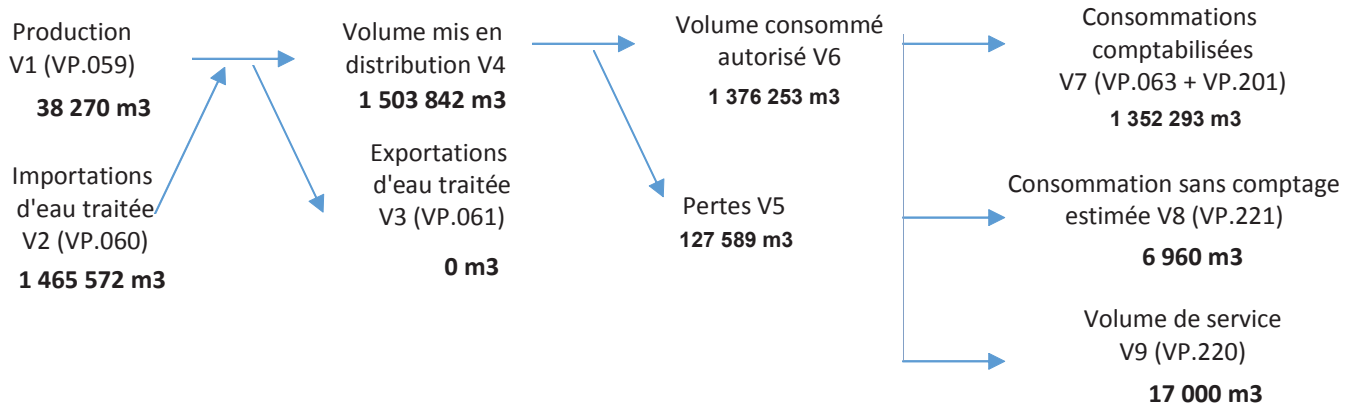 Production
V1 (VP.059)
38 270 m3
Importations
d'eau traitée
V2 (VP.060)
1 465 572 m3
Volume mis en
distribution V4
1 503 842 m3
Exportations
d'eau traitée
V3 (VP.061)
0 m3
Volume consommé
autorisé V6
1 376 253 m3
Pertes V5
127 589 m3
Consommations
comptabilisées
V7 (VP.063 + VP.201)
1 352 293 m3
Consommation sans comptage
estimée V8 (VP.221)
6 960 m3
Volume de service
V9 (VP.220)
17 000 m3